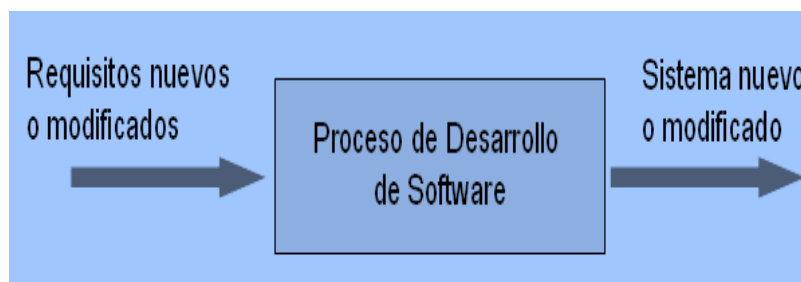 Requisitos nuevos
o modificados
Proceso de Desarrollo
de Software
Sistema nuevo
o modificado